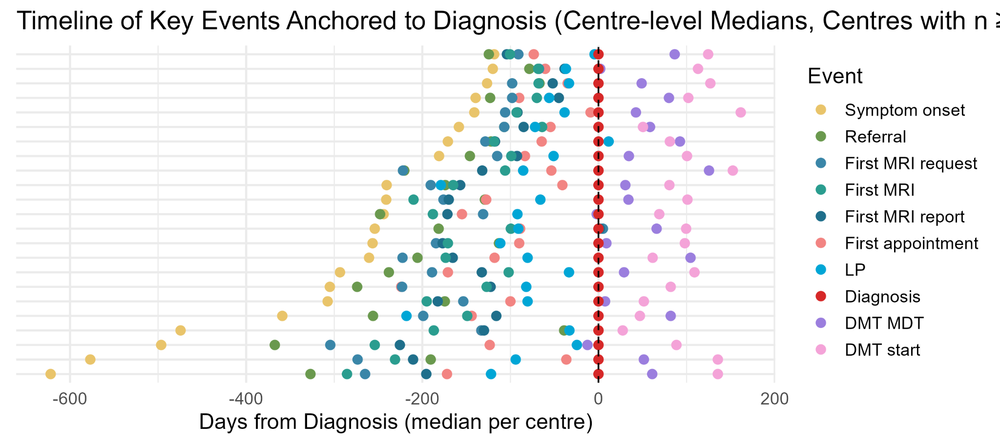 Timeline of Key Events Anchored to Diagnosis (Centre-level Medians, Centres with n ≥
Event
Symptom onset
Referral
First MRI request
First MRI
First MRI report
First appointment
LP
Diagnosis
DMT MDT
DMT start
-600 -400 -200 0 200
Days from Diagnosis (median per centre)